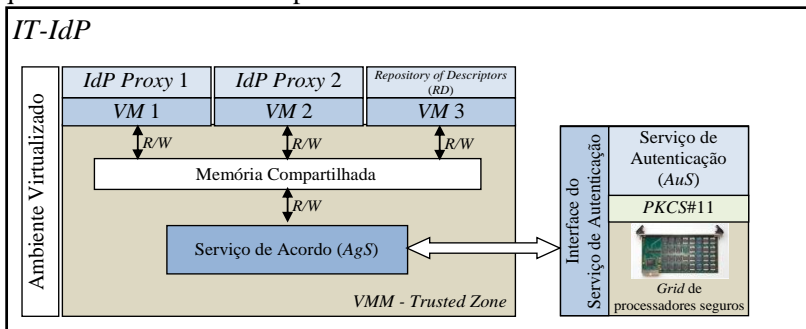 IT-IdP
Ambiente Virtualizado
IdP Proxy 1
IdP Proxy 2
Repository of Descriptors
(RD)
VM 1
VM 2
VM 3
R/W
R/W
R/W
Memória Compartilhada
R/W
Serviço de Acordo (AgS)
VMM - Trusted Zone
Interface do
Serviço de Autenticação
Serviço de
Autenticação
(AuS)
PKCS#11
Grid de
processadores seguros